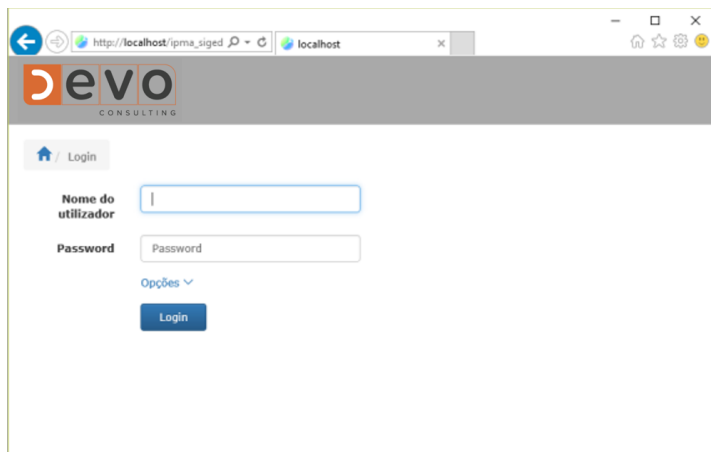 http://localhost/ipma_siged
localhost
Devo
CONSULTING
/ Login
Nome do
utilizador
Password
Password
Opções
Login